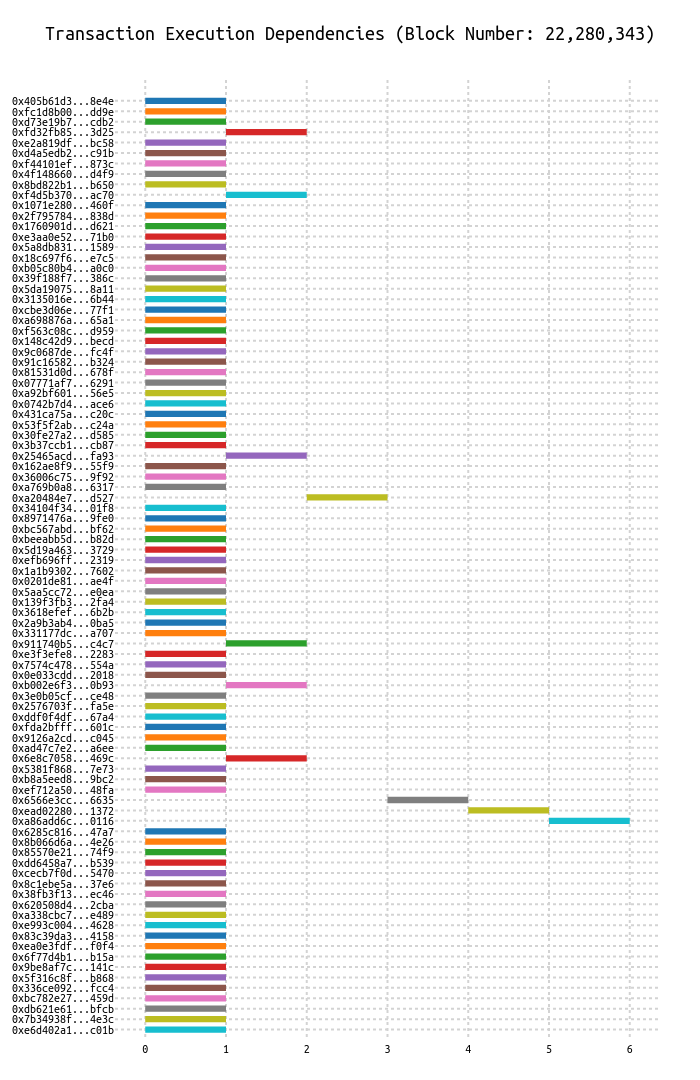 Transaction Execution Dependencies (Block Number: 22,280,343)
0x405b61d3...8e4e
0xfc1d8b00...dd9e
0xd73e19b7...cdb2
0xfd32fb85...3d25
0xe2a819df...bc58
0xd4a5edb2...c91b
0xf44101ef...873c
0x4f148660...d4f9
0x8bd822b1...b650
0xf4d5b370...ac70
0x1071e280...460f
0x2f795784...838d
0x1760901d...d621
0xe3aa0e52...71b0
0x5a8db831...1589
0x18c697f6...e7c5
0xb05c80b4...a0c0
0x39f188f7...386c
0x5da19075...8a11
0x3135016e...6b44
0xcbe3d06e...77f1
0xa698876a...65a1
0xf563c08c...d959
0x148c42d9...becd
0x9c0687de...fc4f
0x91c16582...b324
0x81531d0d...678f
0x07771af7...6291
0xa92bf601...56e5
0x0742b7d4...ace6
0x431ca75a...c20c
0x53f5f2ab...c24a
0x30fe27a2...d585
0x3b37ccb1...cb87
0x25465acd...fa93
0x162ae8f9...55f9
0x36006c75...9f92
0xa769b0a8...6317
0xa20484e7...d527
0x34104f34...01f8
0x8971476a...9fe0
0xbc567abd...bf62
0xbeeabb5d...b82d
0x5d19a463...3729
0xefb696ff...2319
0x1a1b9302...7602
0x0201de81...ae4f
0x5aa5cc72...e0ea
0x139f3fb3...2fa4
0x3618efef...6b2b
0x2a9b3ab4...0ba5
0x331177dc...a707
0x911740b5...c4c7
0xe3f3efe8...2283
0x7574c478...554a
0x0e033cdd...2018
0xb002e6f3...0b93
0x3e0b05cf...ce48
0x2576703f...fa5e
0xddf0f4df...67a4
0xfda2bfff...601c
0x9126a2cd...c045
0xad47c7e2...a6ee
0x6e8c7058...469c
0x5381f868...7e73
0xb8a5eed8...9bc2
0xef712a50...48fa
0x6566e3cc...6635
0xead02280...1372
0xa86add6c...0116
0x6285c816...47a7
0x8b066d6a...4e26
0x85570e21...74f9
0xdd6458a7...b539
0xcecb7f0d...5470
0x8c1ebe5a...37e6
0x38fb3f13...ec46
0x620508d4...2cba
0xa338cbc7...e489
0xe993c004...4628
0x83c39da3...4158
0xea0e3fdf...f0f4
0x6f77d4b1...b15a
0x9be8af7c...141c
0x5f316c8f...b868
0x336ce092...fcc4
0xbc782e27...459d
0xdb621e61...bfcb
0x7b34938f...4e3c
0xe6d402a1...c01b
0 1 2 3 4 5 6